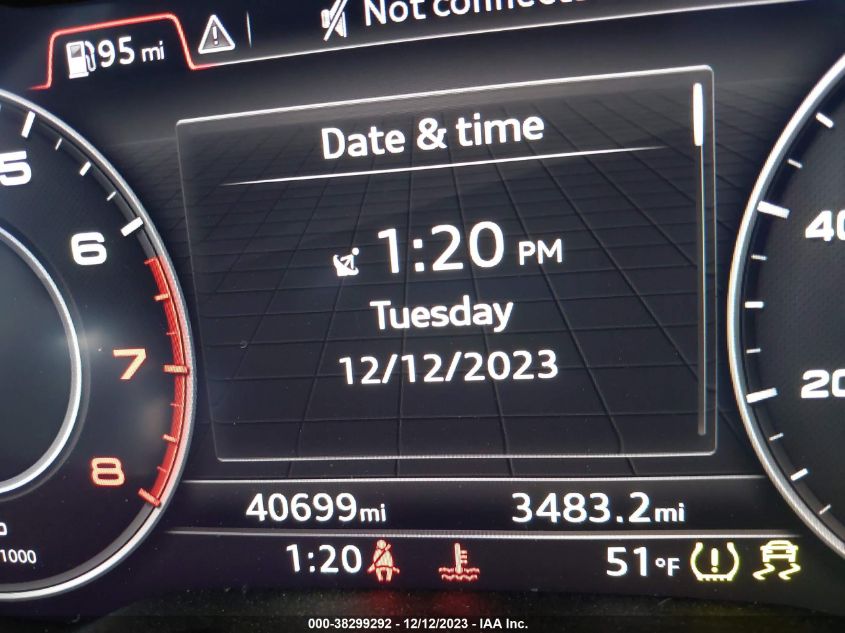 95 mi
Not connec
Date & time
1:20 PM
Tuesday
12/12/2023
5
6
7
8
1000
40
20
40699mi
3483.2mi
1:20
51°F
000-38299292 - 12/12/2023 - IAA Inc.